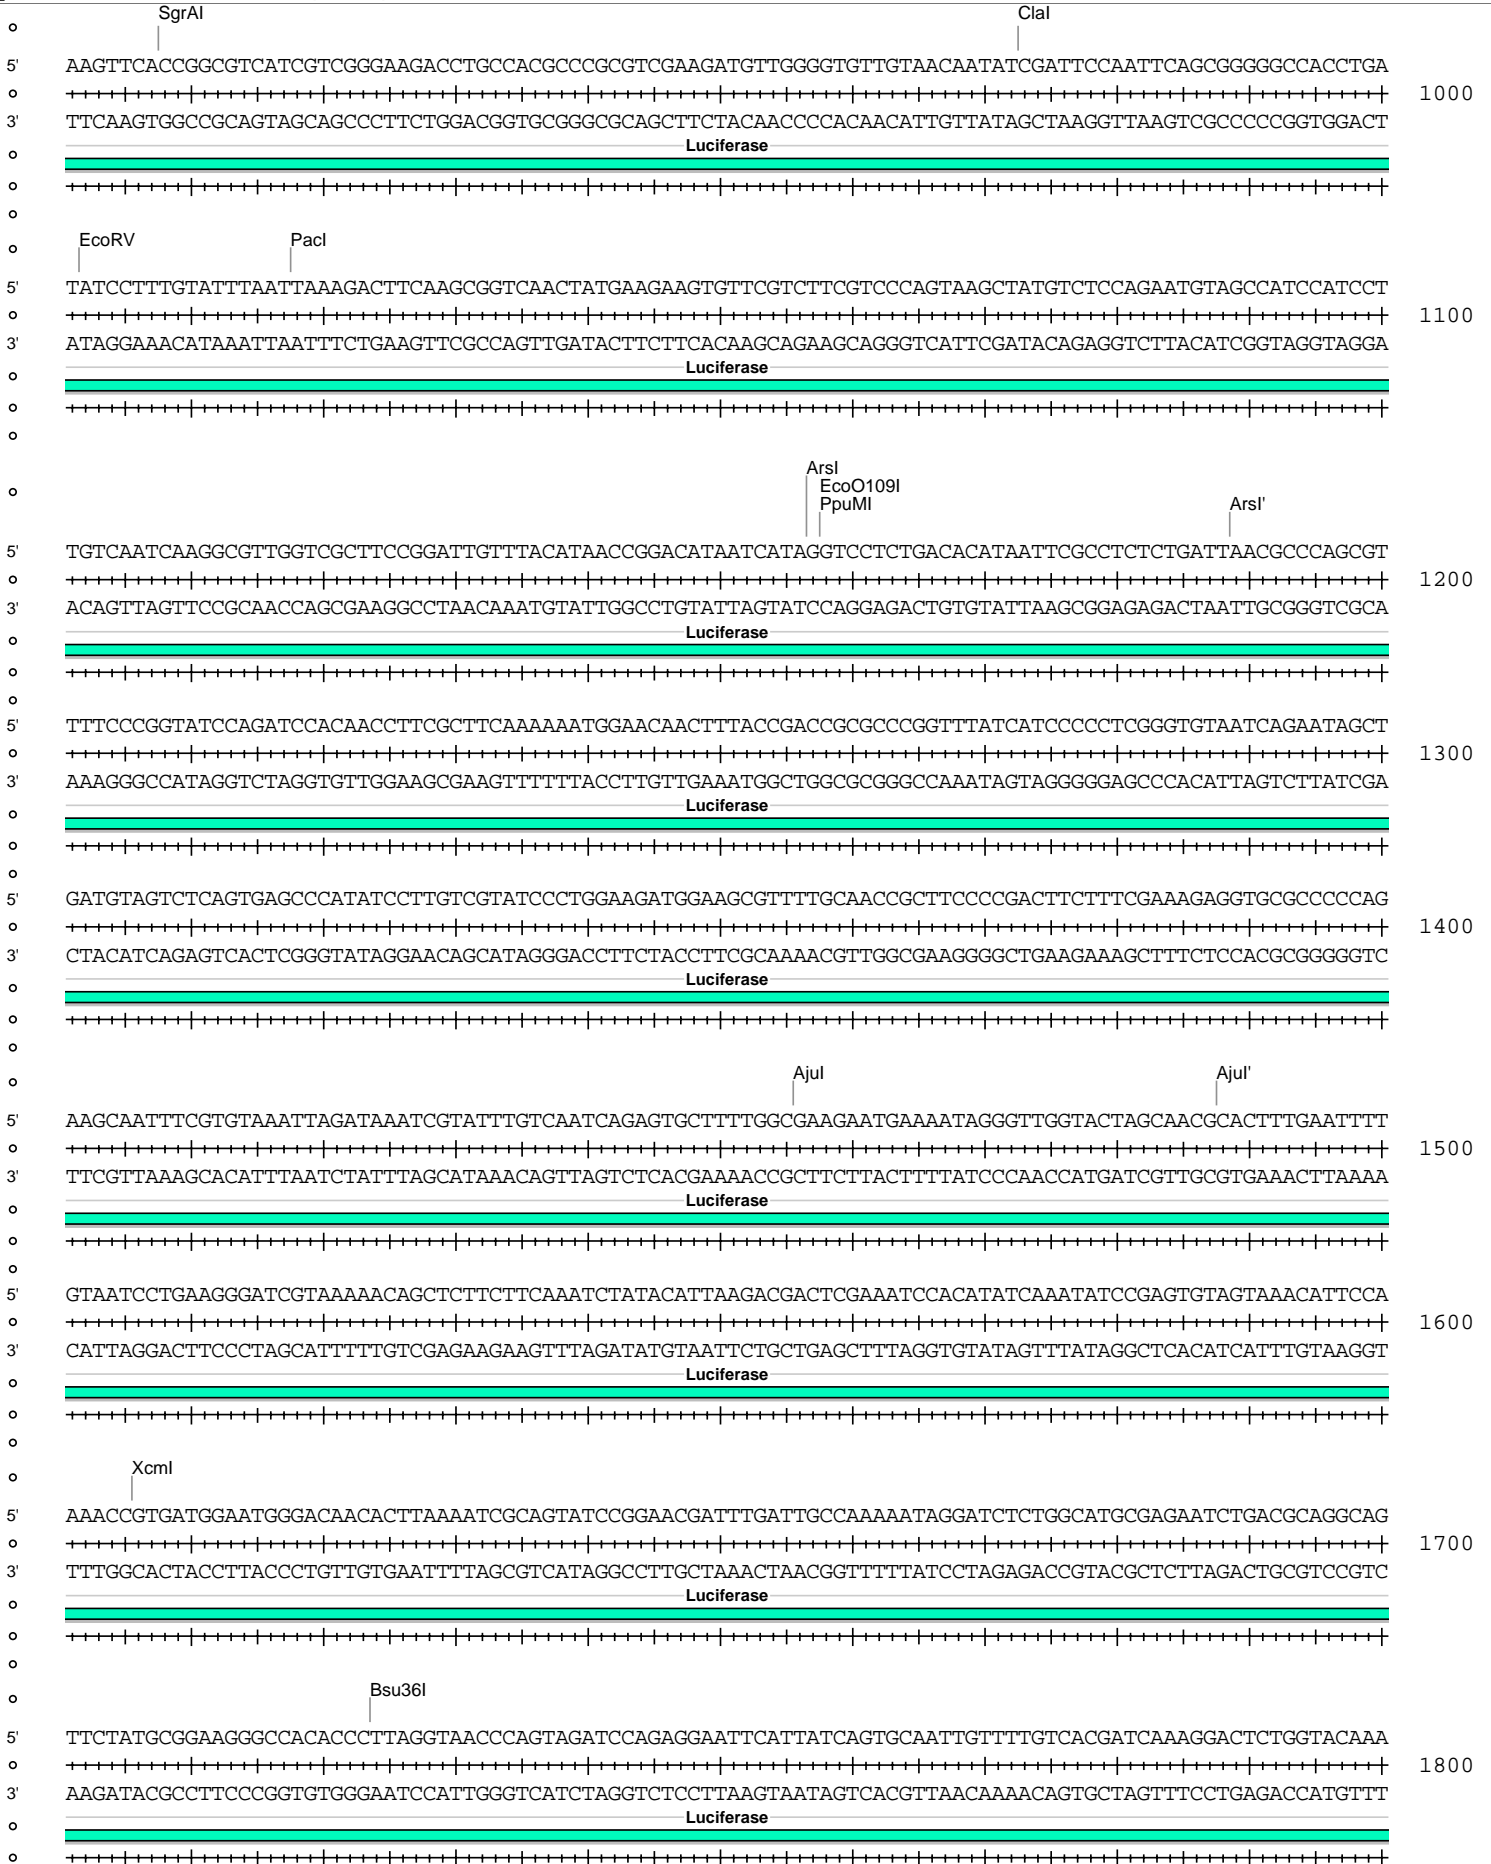 SgrAI ClaI
5' AAGTTCACCGGCGTCATCGTCGGGAAGACCTGCCACGCCCGCGTCGAAGATGTTGGGGTGTTGTAACAATATCGATTCCAATTCAGCGGGGGCCACCTGA
1000
3' TTCAAGTGGCCGCAGTAGCAGCCCTTCTGGACGGTGCGGGCGCAGCTTCTACAACCCCACAACATTGTTATAGCTAAGGTTAAGTCGCCCCCGGTGGACT
Luciferase
EcoRV PacI
5' TATCCTTTGTATTTAATTAAAGACTTCAAGCGGTCAACTATGAAGAAGTGTTCGTCTTCGTCCCAGTAAGCTATGTCTCCAGAATGTAGCCATCCATCCT
1100
3' ATAGGAAACATAAATTAATTTCTGAAGTTCGCCAGTTGATACTTCTTCACAAGCAGAAGCAGGGTCATTCGATACAGAGGTCTTACATCGGTAGGTAGGA
Luciferase
ArsI
EcoO109I
PpuMI ArsI'
5' TGTCAATCAAGGCGTTGGTCGCTTCCGGATTGTTTACATAACCGGACATAATCATAGGTCCTCTGACACATAATTCGCCTCTCTGATTAACGCCCAGCGT
1200
3' ACAGTTAGTTCCGCAACCAGCGAAGGCCTAACAAATGTATTGGCCTGTATTAGTATCCAGGAGACTGTGTATTAAGCGGAGAGACTAATTGCGGGTCGCA
Luciferase
5' TTTCCCGGTATCCAGATCCACAACCTTCGCTTCAAAAAATGGAACAACTTTACCGACCGCGCCCGGTTTATCATCCCCCTCGGGTGTAATCAGAATAGCT
1300
3' AAAGGGCCATAGGTCTAGGTGTTGGAAGCGAAGTTTTTTACCTTGTTGAAATGGCTGGCGCGGGCCAAATAGTAGGGGGAGCCCACATTAGTCTTATCGA
Luciferase
5' GATGTAGTCTCAGTGAGCCCATATCCTTGTCGTATCCCTGGAAGATGGAAGCGTTTTGCAACCGCTTCCCCGACTTCTTTCGAAAGAGGTGCGCCCCCAG
1400
3' CTACATCAGAGTCACTCGGGTATAGGAACAGCATAGGGACCTTCTACCTTCGCAAAACGTTGGCGAAGGGGCTGAAGAAAGCTTTCTCCACGCGGGGGTC
Luciferase
AjuI AjuI'
5' AAGCAATTTCGTGTAAATTAGATAAATCGTATTTGTCAATCAGAGTGCTTTTGGCGAAGAATGAAAATAGGGTTGGTACTAGCAACGCACTTTGAATTTT
1500
3' TTCGTTAAAGCACATTTAATCTATTTAGCATAAACAGTTAGTCTCACGAAAACCGCTTCTTACTTTTATCCCAACCATGATCGTTGCGTGAAACTTAAAA
Luciferase
5' GTAATCCTGAAGGGATCGTAAAAACAGCTCTTCTTCAAATCTATACATTAAGACGACTCGAAATCCACATATCAAATATCCGAGTGTAGTAAACATTCCA
1600
3' CATTAGGACTTCCCTAGCATTTTTGTCGAGAAGAAGTTTAGATATGTAATTCTGCTGAGCTTTAGGTGTATAGTTTATAGGCTCACATCATTTGTAAGGT
Luciferase
XcmI
5' AAACCGTGATGGAATGGGACAACACTTAAAATCGCAGTATCCGGAACGATTTGATTGCCAAAAATAGGATCTCTGGCATGCGAGAATCTGACGCAGGCAG
1700
3' TTTGGCACTACCTTACCCTGTTGTGAATTTTAGCGTCATAGGCCTTGCTAAACTAACGGTTTTTATCCTAGAGACCGTACGCTCTTAGACTGCGTCCGTC
Luciferase
Bsu36I
5' TTCTATGCGGAAGGGCCACACCCTTAGGTAACCCAGTAGATCCAGAGGAATTCATTATCAGTGCAATTGTTTTGTCACGATCAAAGGACTCTGGTACAAA
1800
3' AAGATACGCCTTCCCGGTGTGGGAATCCATTGGGTCATCTAGGTCTCCTTAAGTAATAGTCACGTTAACAAAACAGTGCTAGTTTCCTGAGACCATGTTT
Luciferase